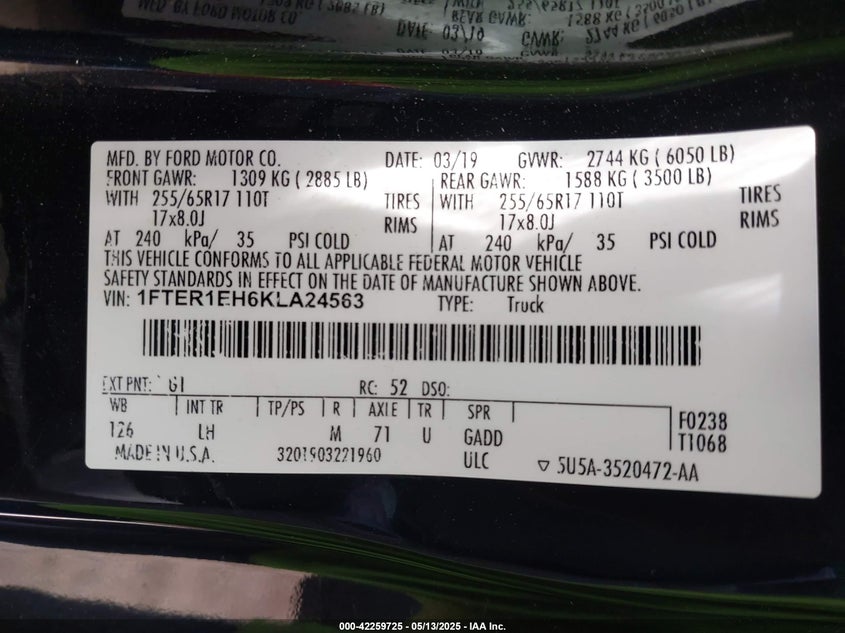 MFD. BY FORD MOTOR CO. DATE: 03/19 GVWR: 2744 KG ( 6050 LB)
FRONT GAWR: 1309 KG ( 2885 LB) REAR GAWR: 1588 KG ( 3500 LB)
WITH 255/65R17 110T TIRES WITH 255/65R17 110T TIRES
17x8.0J RIMS 17x8.0J RIMS
AT 240 kPa/ 35 PSI COLD AT 240 kPa/ 35 PSI COLD
THIS VEHICLE CONFORMS TO ALL APPLICABLE FEDERAL MOTOR VEHICLE
SAFETY STANDARDS IN EFFECT ON THE DATE OF MANUFACTURE SHOWN ABOVE.
VIN: 1FTER1EH6KLA24563 TYPE: Truck
EXT PNT: G1 RC: 52 DSO:
WB INT TR TP/PS R AXLE TR SPR
126 LH M 71 U GADD F0238
T1068
MADE IN U.S.A. 3201903221960 ULC 5U5A-3520472-AA
000-42259725 - 05/13/2025 - IAA Inc.